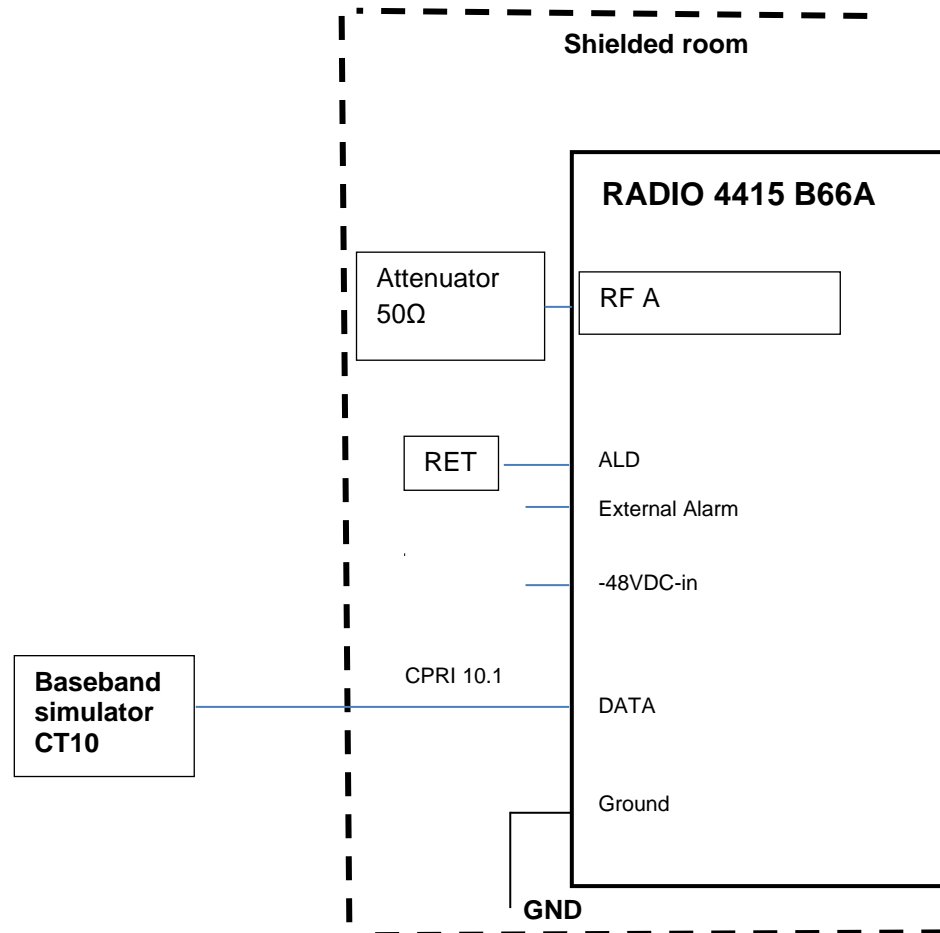 Shielded room
RADIO 4415 B66A
Attenuator
50Ω
RF A
RET
ALD
External Alarm
-48VDC-in
CPRI 10.1
Baseband
simulator
CT10
DATA
Ground
GND